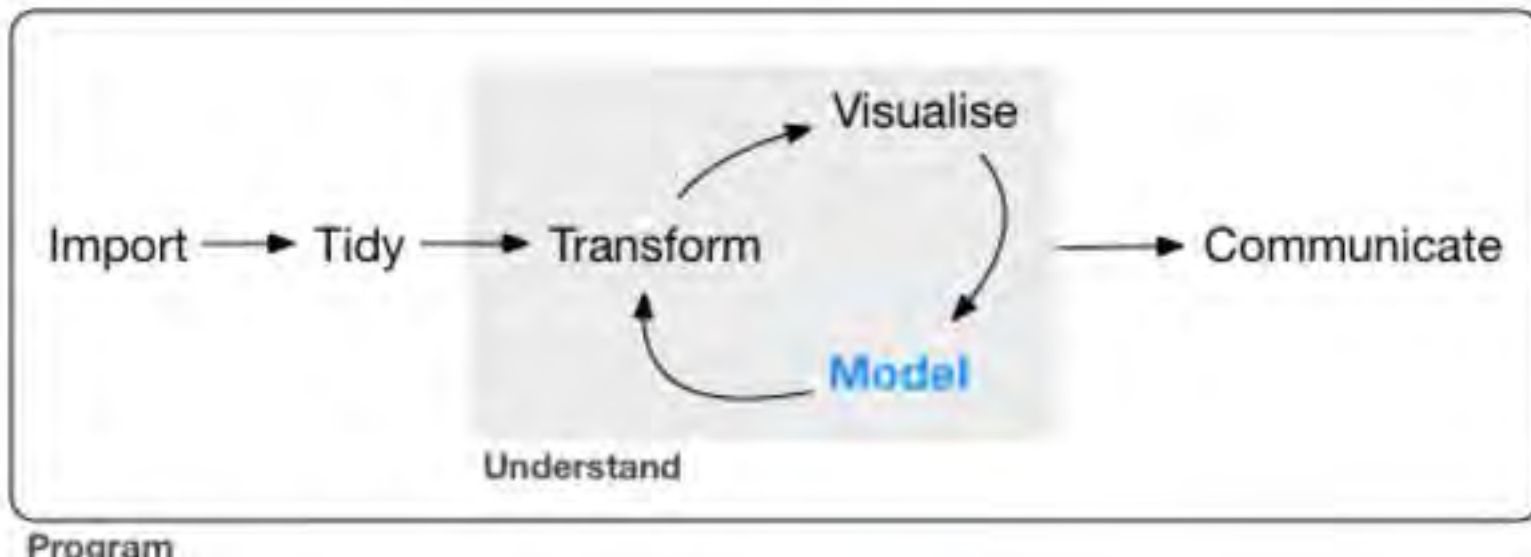 Visualise
Import Tidy Transform Communicate
Model
Understand
Program